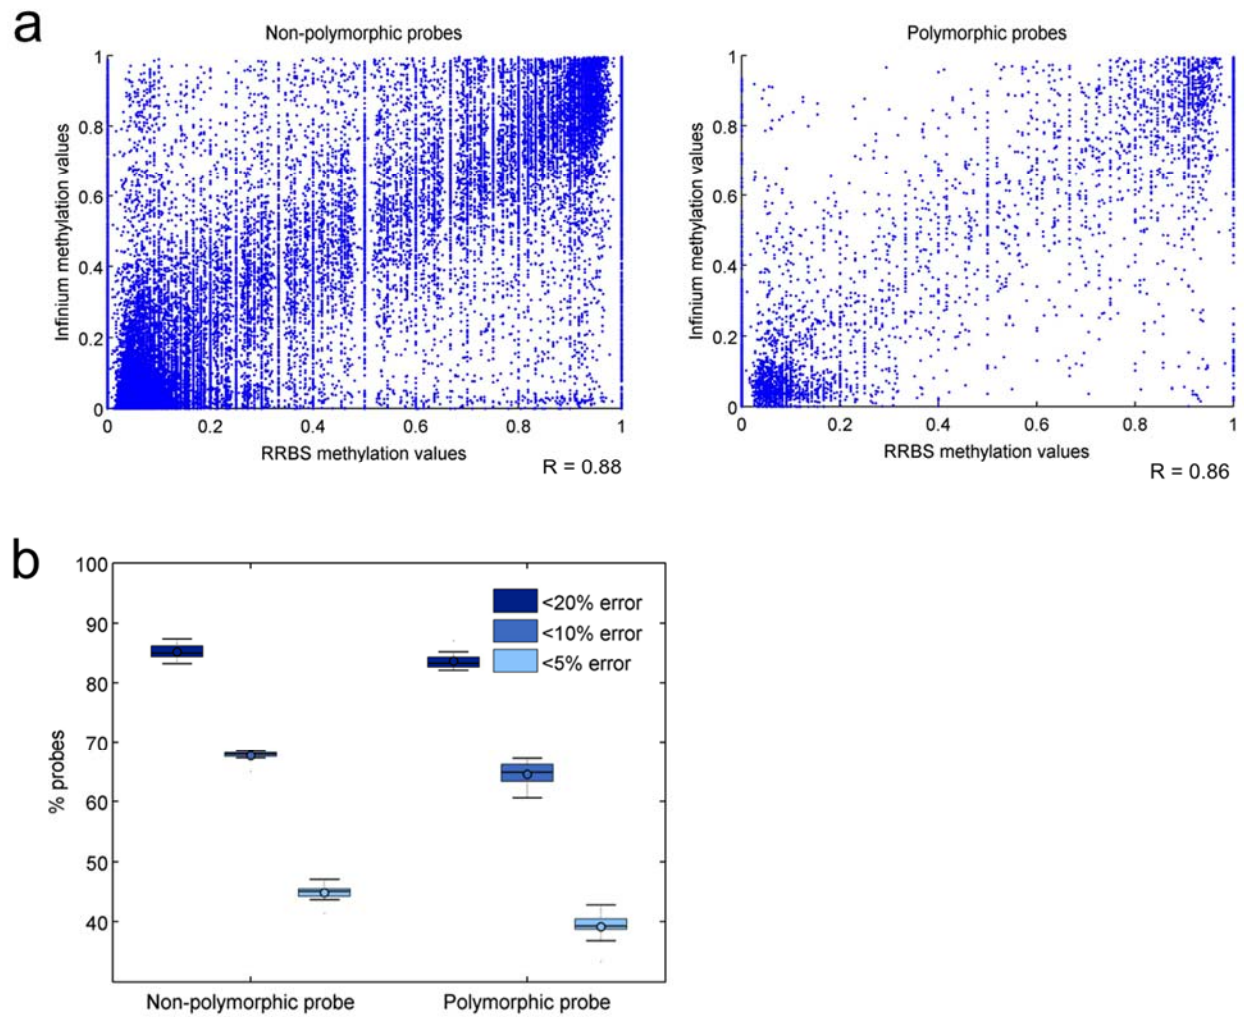 a
Non-polymorphic probes
1
0.8
0.6
0.4
0.2
0
Infinium methylation values
0 0.2 0.4 0.6 0.8 1
RRBS methylation values
R = 0.88
Polymorphic probes
1
0.8
0.6
0.4
0.2
0
Infinium methylation values
0 0.2 0.4 0.6 0.8 1
RRBS methylation values
R = 0.86
b
100
90
80
70
60
50
40
% probes
<20% error
<10% error
<5% error
Non-polymorphic probe
Polymorphic probe